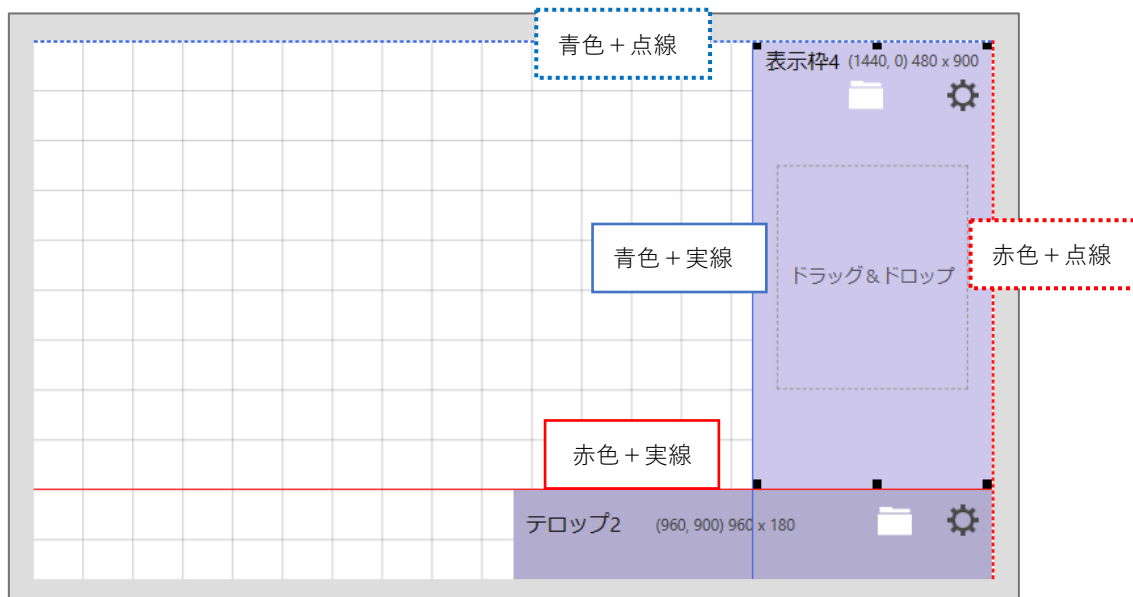 青色+点線
表示枠4 (1440, 0) 480 x 900
青色+実線
赤色+点線
ドラッグ&ドロップ
赤色+実線
テロップ2 (960, 900) 960 x 180